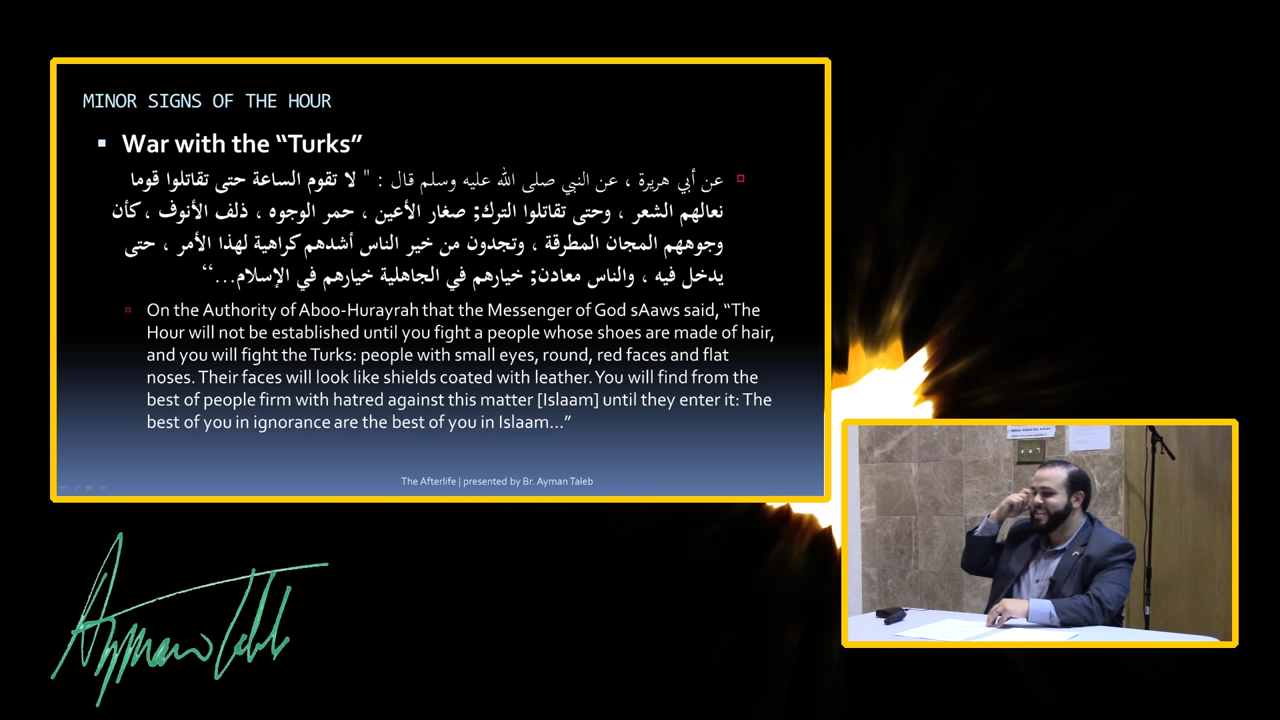 MINOR SIGNS OF THE HOUR
War with the “Turks”
عن أبي هريرة ، عن النبي صلى الله عليه وسلم قال : " لا تقوم الساعة حتى تقاتلوا قوما
نعالهم الشعر ، وحتى تقاتلوا الترك; صغار الأعين ، حمر الوجوه ، ذلف الأنوف ، كأن
وجوههم المجان المطرقة ، وتجدون من خير الناس أشدهم كراهية لهذا الأمر ، حتى
يدخل فيه ، والناس معادن; خيارهم في الجاهلية خيارهم في الإسلام...“
On the Authority of Aboo-Hurayrah that the Messenger of God sAaws said, “The
Hour will not be established until you fight a people whose shoes are made of hair,
and you will fight the Turks: people with small eyes, round, red faces and flat
noses. Their faces will look like shields coated with leather. You will find from the
best of people firm with hatred against this matter [Islaam] until they enter it: The
best of you in ignorance are the best of you in Islaam...”
The Afterlife | presented by Br. Ayman Taleb
Ayman Taleb